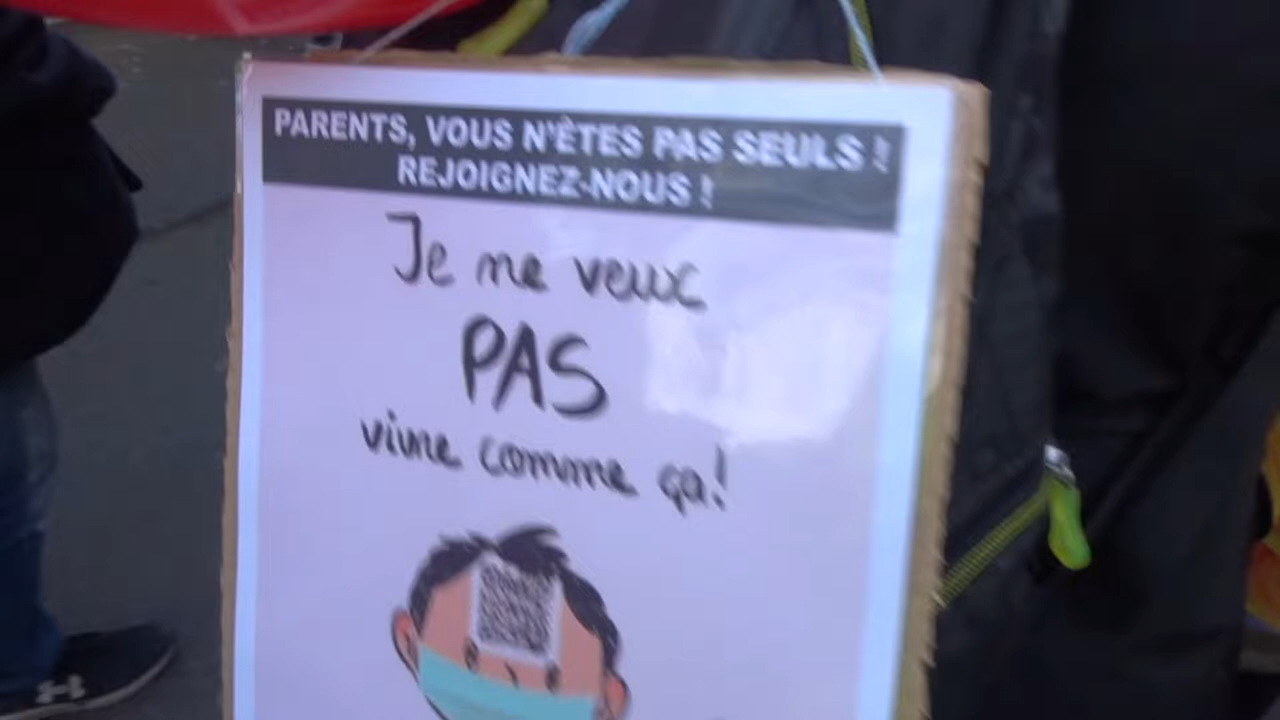 PARENTS, VOUS N'ÊTES PAS SEULS !
REJOIGNEZ-NOUS !
Je ne veux
PAS
vivre comme ça!